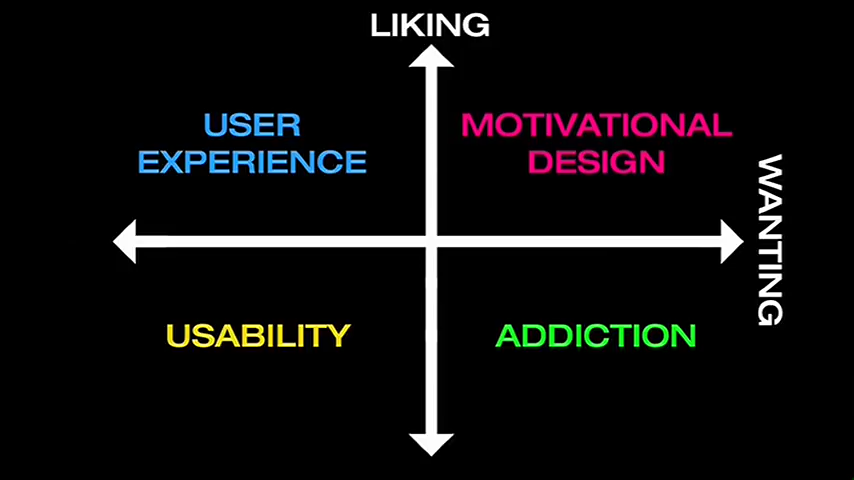 LIKING
USER
EXPERIENCE
MOTIVATIONAL
DESIGN
WANTING
USABILITY
ADDICTION